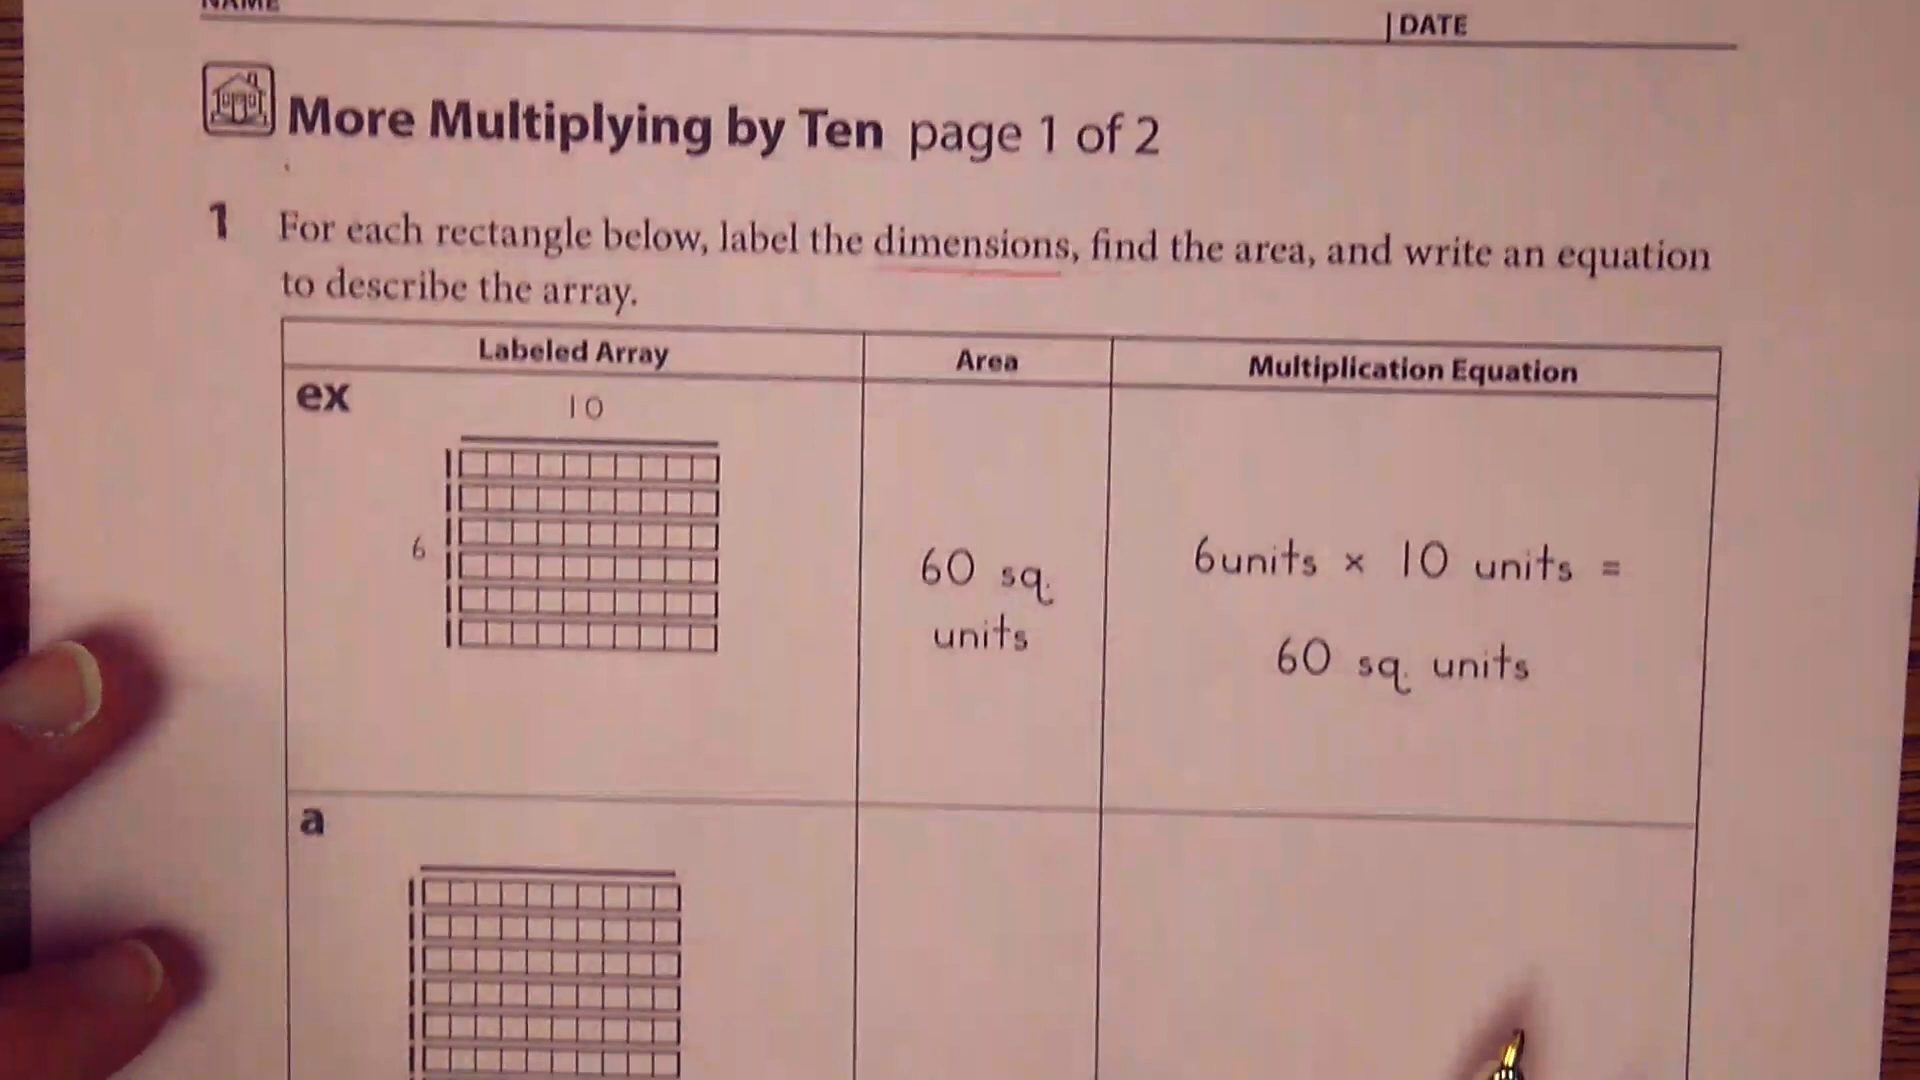 NAME
| DATE
More Multiplying by Ten page 1 of 2
1 For each rectangle below, label the dimensions, find the area, and write an equation
to describe the array.
Labeled Array
Area
Multiplication Equation
ex
10
6
60 sq.
units
6units × 10 units =
60 sq. units
a